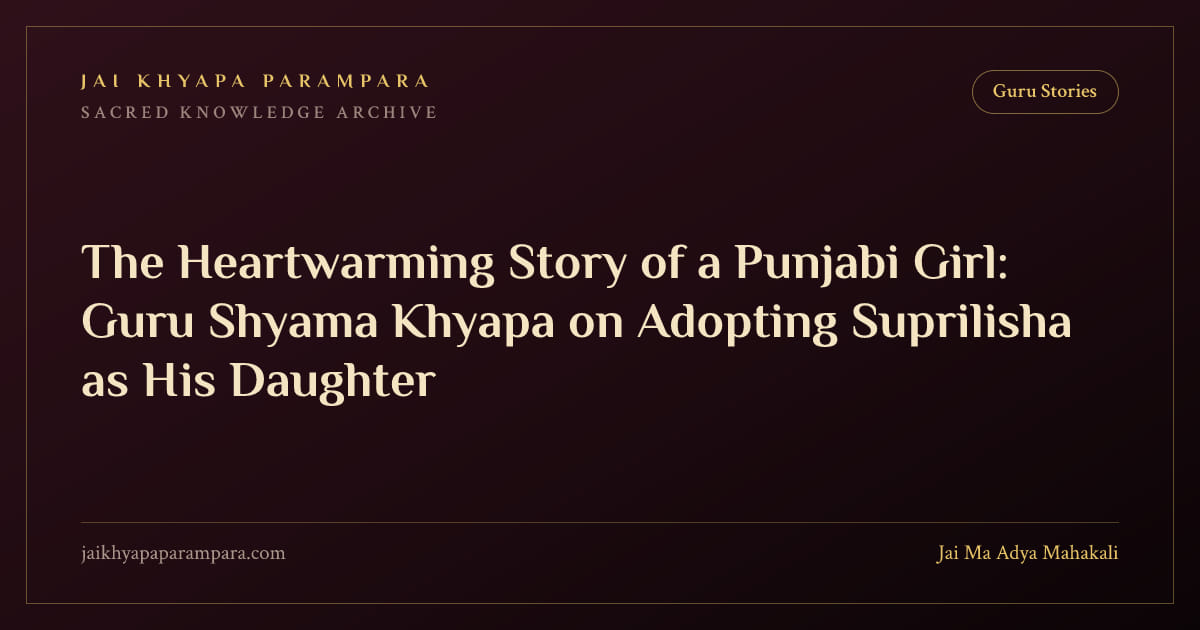 JAI KHYAPA PARAMPARA
SACRED KNOWLEDGE ARCHIVE
Guru Stories
The Heartwarming Story of a Punjabi Girl:
Guru Shyama Khyapa on Adopting Suprilisha
as His Daughter
jaikhyapaparampara.com
Jai Ma Adya Mahakali